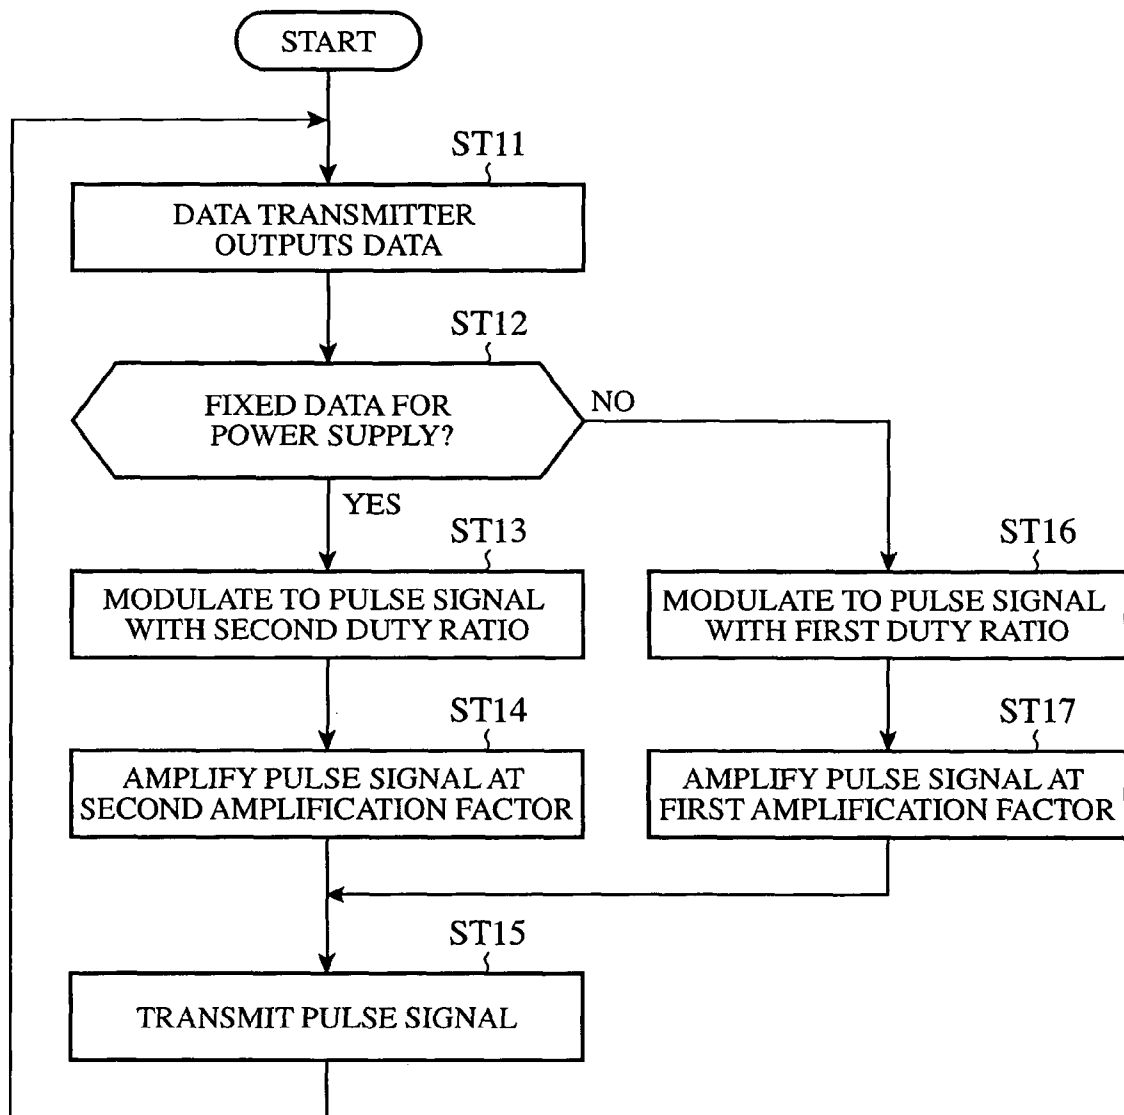 START
ST11
DATA TRANSMITTER
OUTPUTS DATA
ST12
FIXED DATA FOR
POWER SUPPLY?
NO
YES
ST13
MODULATE TO PULSE SIGNAL
WITH SECOND DUTY RATIO
ST16
MODULATE TO PULSE SIGNAL
WITH FIRST DUTY RATIO
ST14
AMPLIFY PULSE SIGNAL AT
SECOND AMPLIFICATION FACTOR
ST17
AMPLIFY PULSE SIGNAL AT
FIRST AMPLIFICATION FACTOR
ST15
TRANSMIT PULSE SIGNAL